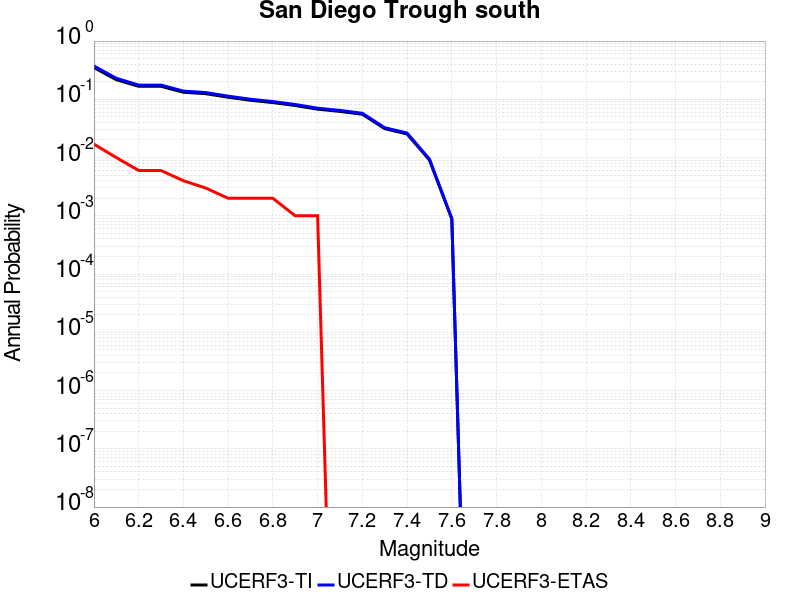 San Diego Trough south
10^0
10^-1
10^-2
10^-3
10^-4
10^-5
10^-6
10^-7
10^-8
Annual Probability
6 6.2 6.4 6.6 6.8 7 7.2 7.4 7.6 7.8 8 8.2 8.4 8.6 8.8 9
Magnitude
UCERF3-TI UCERF3-TD UCERF3-ETAS